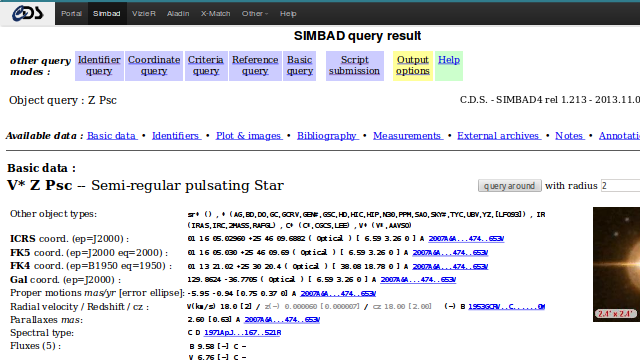 CDS Portal Simbad VizieR Aladin X-Match Other Help
SIMBAD query result
other query modes : Identifier query Coordinate query Criteria query Reference query Basic query Script submission Output options Help
Object query : Z Psc C.D.S. - SIMBAD4 rel 1.213 - 2013.11.0
Available data : Basic data • Identifiers • Plot & images • Bibliography • Measurements • External archives • Notes • Annotati
Basic data :
V* Z Psc -- Semi-regular pulsating Star query around with radius 2
Other object types: sr* () , * (AG,BD,DO,GC,GCRV,GEN#,GSC,HD,HIC,HIP,N30,PPM,SAO,SKY#,TYC,UBV,YZ,[LFO93]) , IR
(IRAS,IRC,2MASS,RAFGL) , C* (C*,CGCS,LEE) , V* (V*,AAVSO)
ICRS coord. (ep=J2000) : 01 16 05.02960 +25 46 09.6882 ( Optical ) [ 6.59 3.26 0 ] A 2007A&A...474..653V
FK5 coord. (ep=J2000 eq=2000) : 01 16 05.030 +25 46 09.69 ( Optical ) [ 6.59 3.26 0 ] A 2007A&A...474..653V
FK4 coord. (ep=B1950 eq=1950) : 01 13 21.02 +25 30 20.4 ( Optical ) [ 38.08 18.78 0 ] A 2007A&A...474..653V
Gal coord. (ep=J2000) : 129.8624 -36.7705 ( Optical ) [ 6.59 3.26 0 ] A 2007A&A...474..653V
Proper motions mas/yr [error ellipse]: -5.95 -0.94 [0.75 0.37 0] A 2007A&A...474..653V
Radial velocity / Redshift / cz : V(km/s) 18.0 [2] / z(~) 0.000060 [0.000007] / cz 18.00 [2.00] (~) B 1953GCRV..C......0W
Parallaxes mas: 2.60 [0.63] A 2007A&A...474..653V
Spectral type: C D 1971ApJ...167..521R
Fluxes (5) : B 9.58 [~] C ~
V 6.76 [~] C ~
2.4' x 2.4'